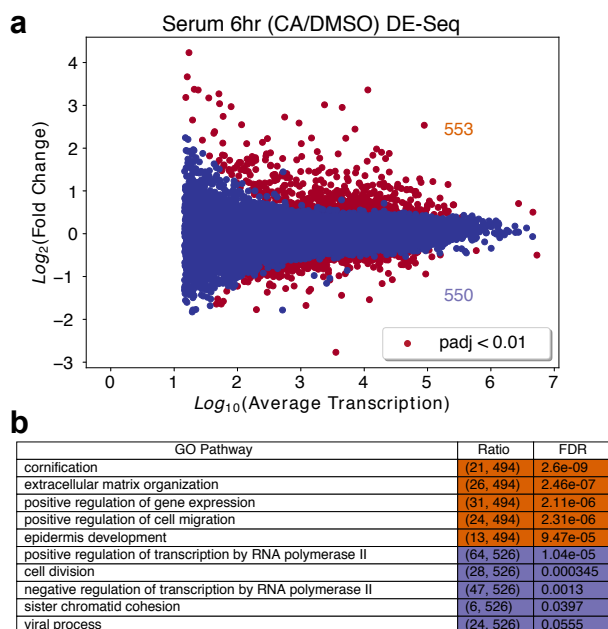 a
Serum 6hr (CA/DMSO) DE-Seq
4
3
2
1
0
−1
−2
−3
Log2(Fold Change)
553
550
padj < 0.01
0 1 2 3 4 5 6 7
Log10(Average Transcription)
b
GO Pathway Ratio FDR
cornification (21, 494) 2.6e-09
extracellular matrix organization (26, 494) 2.46e-07
positive regulation of gene expression (31, 494) 2.11e-06
positive regulation of cell migration (24, 494) 2.31e-06
epidermis development (13, 494) 9.47e-05
positive regulation of transcription by RNA polymerase II (64, 526) 1.04e-05
cell division (28, 526) 0.000345
negative regulation of transcription by RNA polymerase II (47, 526) 0.0013
sister chromatid cohesion (6, 526) 0.0397
viral process (24, 526) 0.0555